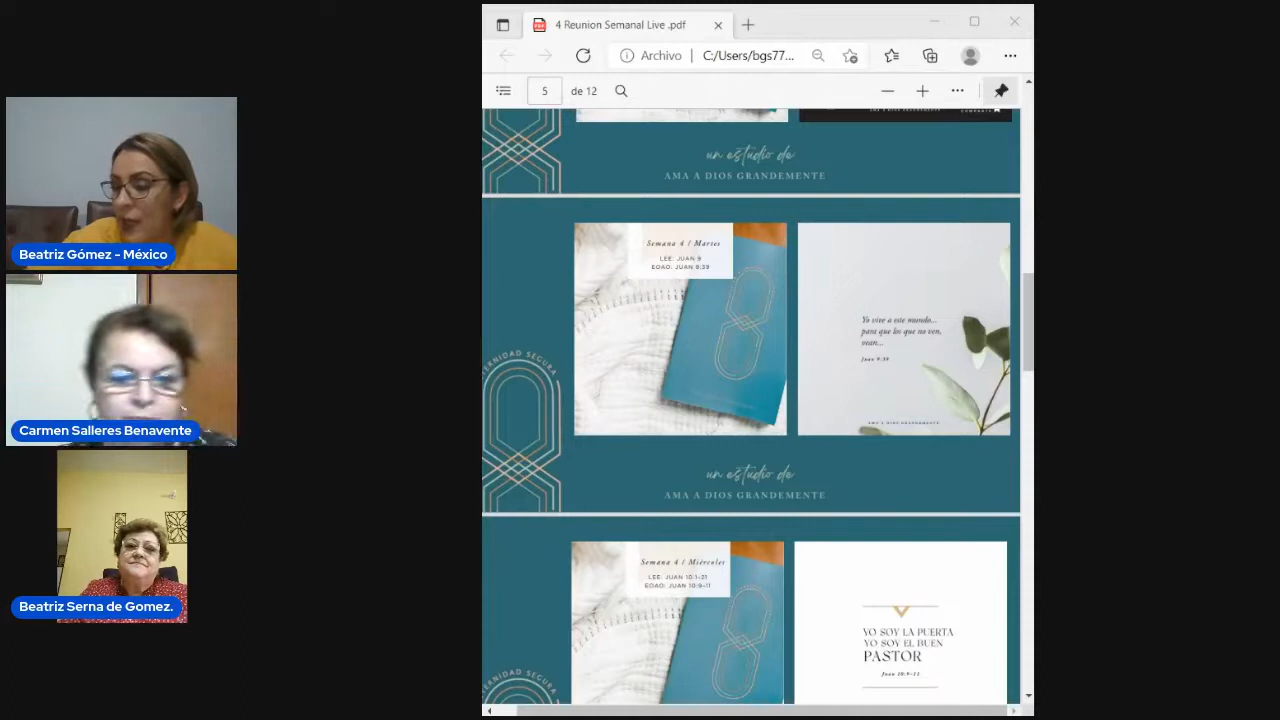 4 Reunion Semanal Live .pdf
Archivo
C:/Users/bgs77...
5
de 12
un estudio de
AMA A DIOS GRANDEMENTE
Semana 4 / Martes
LEE: JUAN 9
EOAO: JUAN 9:39
Yo vine a este mundo...
para que los que no ven,
vean...
Juan 9:39
AMA A DIOS GRANDEMENTE
TERNIDAD SEGURA
un estudio de
AMA A DIOS GRANDEMENTE
Semana 4 / Miércoles
LEE: JUAN 10:1-21
EOAO: JUAN 10:9-11
YO SOY LA PUERTA
YO SOY EL BUEN
PASTOR
Juan 10:9-11
RNIDAD SEGU
Beatriz Gómez - México
Carmen Salleres Benavente
Beatriz Serna de Gomez.